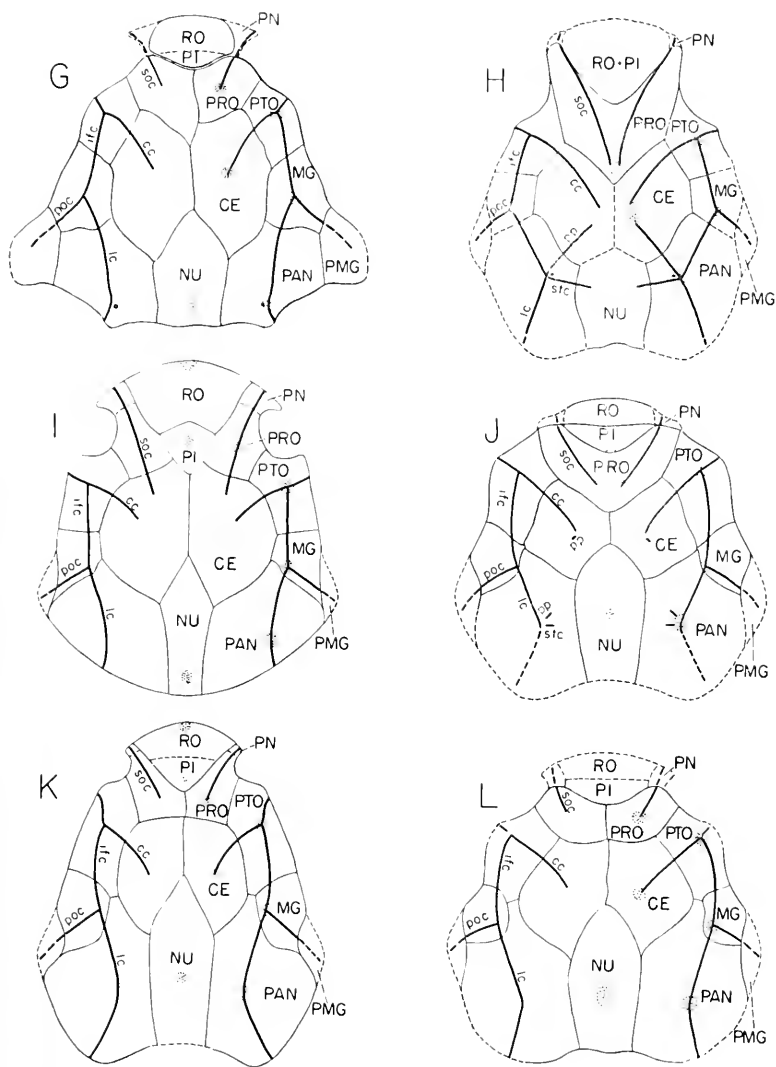 G
RO
PN
PI
soc
PRO
PTO
ifc
cc
MG
CE
poc
lc
NU
PAN
PMG
H
PN
RO·PI
soc
PRO
PTO
ifc
cc
CE
MG
poc
pp
stc
lc
NU
PAN
PMG
I
RO
PN
soc
PI
PRO
PTO
ifc
cc
CE
MG
poc
lc
NU
PAN
PMG
J
RO
PN
PI
soc
PRO
PTO
ifc
cc
pp
CE
MG
poc
lc
pp
stc
NU
PAN
PMG
K
RO
PN
PI
soc
PRO
PTO
ifc
cc
CE
poc
MG
lc
NU
PAN
PMG
L
RO
PN
PI
soc
PRO
PTO
ifc
cc
CE
poc
MG
lc
NU
PAN
PMG